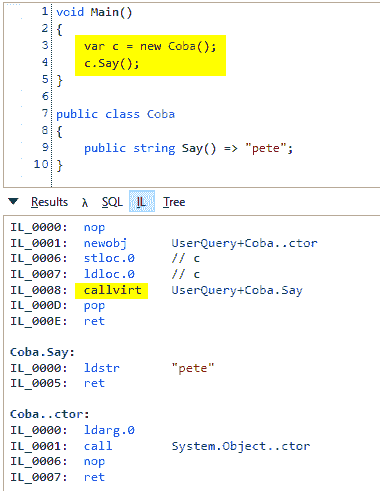 1 void Main()
2 {
3 var c = new Coba();
4 c.Say();
5 }
6
7 public class Coba
8 {
9 public string Say() => "pete";
10 }
Results λ SQL IL Tree
IL_0000: nop
IL_0001: newobj UserQuery+Coba..ctor
IL_0006: stloc.0 // c
IL_0007: ldloc.0 // c
IL_0008: callvirt UserQuery+Coba.Say
IL_000D: pop
IL_000E: ret
Coba.Say:
IL_0000: ldstr "pete"
IL_0005: ret
Coba..ctor:
IL_0000: ldarg.0
IL_0001: call System.Object..ctor
IL_0006: nop
IL_0007: ret